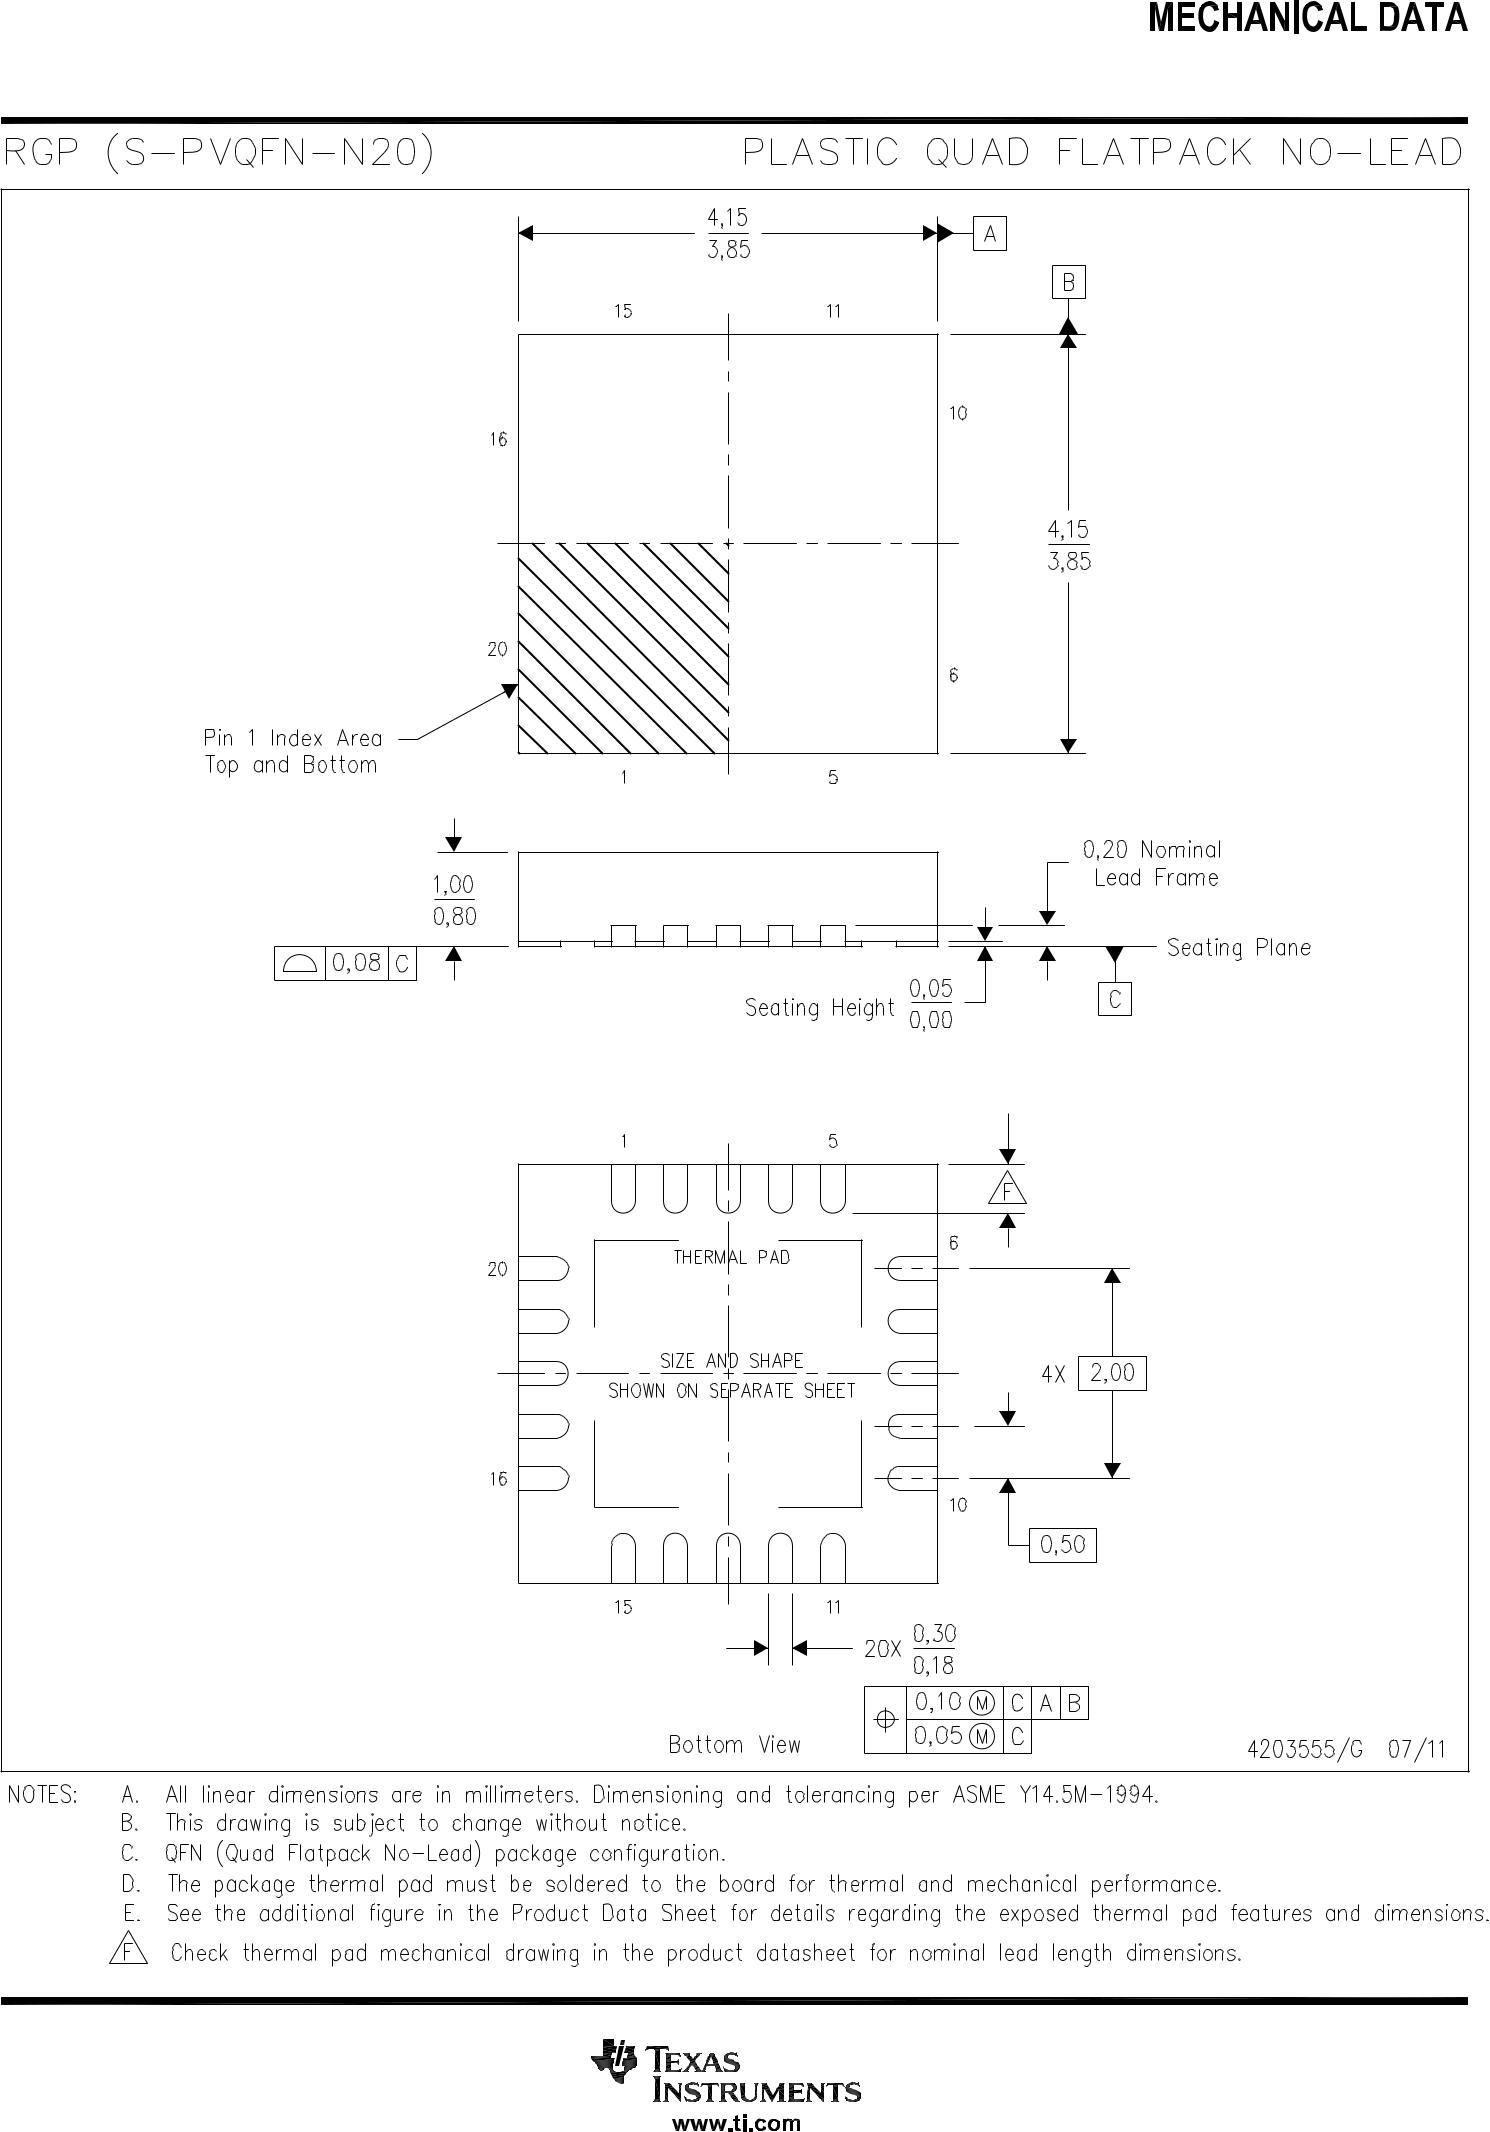 MECHANICAL DATA
RGP (S-PVQFN-N20)
PLASTIC QUAD FLATPACK NO-LEAD
4,15
3,85
A
B
15
11
10
16
4,15
3,85
20
6
Pin 1 Index Area
Top and Bottom
1
5
0,20 Nominal
Lead Frame
1,00
0,80
Seating Plane
0,08
C
Seating Height
0,05
0,00
C
1
5
F
6
THERMAL PAD
20
SIZE AND SHAPE
4X
2,00
SHOWN ON SEPARATE SHEET
16
10
0,50
15
11
20X
0,30
0,18
0,10 Ⓜ C A B
0,05 Ⓜ C
Bottom View
4203555/G 07/11
NOTES: A. All linear dimensions are in millimeters. Dimensioning and tolerancing per ASME Y14.5M-1994.
B. This drawing is subject to change without notice.
C. QFN (Quad Flatpack No-Lead) package configuration.
D. The package thermal pad must be soldered to the board for thermal and mechanical performance.
E. See the additional figure in the Product Data Sheet for details regarding the exposed thermal pad features and dimensions.
F Check thermal pad mechanical drawing in the product datasheet for nominal lead length dimensions.
TEXAS
INSTRUMENTS
www.ti.com